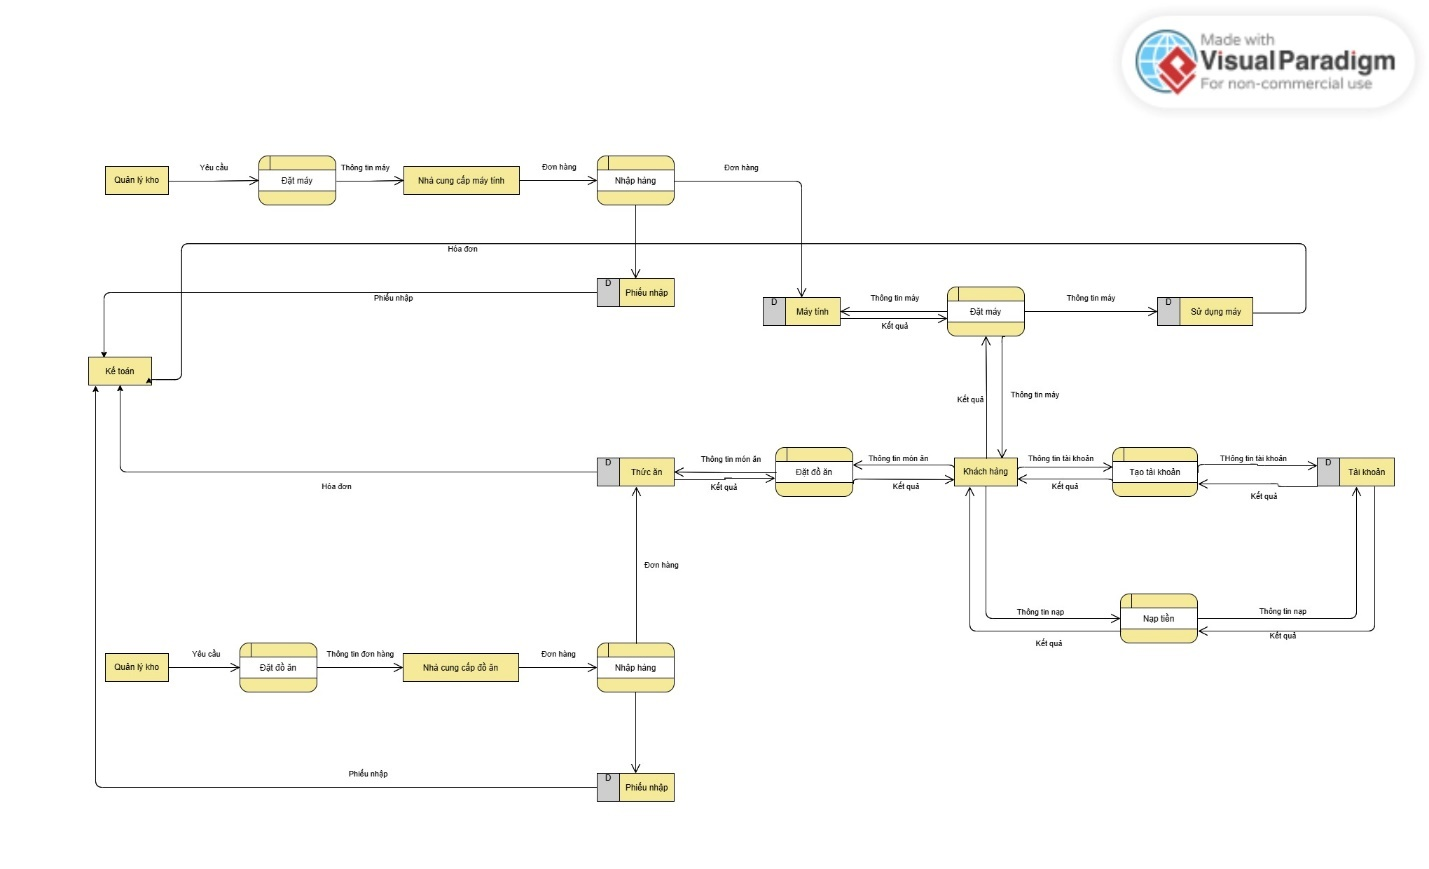 Made with
Visual Paradigm
For non-commercial use
Quản lý kho
Yêu cầu
Đặt máy
Thông tin máy
Nhà cung cấp máy tính
Đơn hàng
Nhập hàng
Đơn hàng
Hóa đơn
D
Phiếu nhập
Phiếu nhập
D
Máy tính
Thông tin máy
Kết quả
Đặt máy
Thông tin máy
D
Sử dụng máy
Kế toán
Kết quả
Thông tin máy
D
Thức ăn
Thông tin món ăn
Kết quả
Đặt đồ ăn
Thông tin món ăn
Kết quả
Khách hàng
Thông tin tài khoản
Kết quả
Tạo tài khoản
THông tin tài khoản
Kết quả
D
Tài khoản
Hóa đơn
Đơn hàng
Thông tin nạp
Kết quả
Nạp tiền
Thông tin nạp
Kết quả
Quản lý kho
Yêu cầu
Đặt đồ ăn
Thông tin đơn hàng
Nhà cung cấp đồ ăn
Đơn hàng
Nhập hàng
Phiếu nhập
D
Phiếu nhập